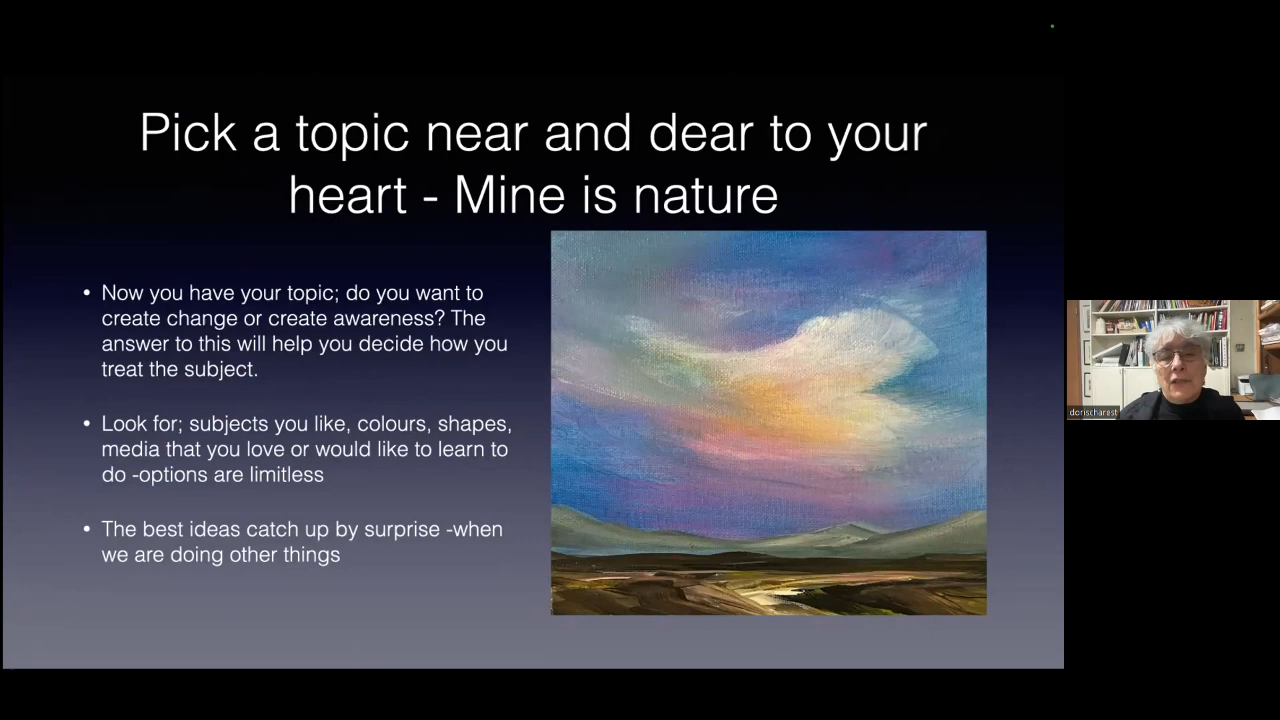 Pick a topic near and dear to your
heart - Mine is nature
• Now you have your topic; do you want to
create change or create awareness? The
answer to this will help you decide how you
treat the subject.
• Look for; subjects you like, colours, shapes,
media that you love or would like to learn to
do -options are limitless
• The best ideas catch up by surprise -when
we are doing other things
dorischarest